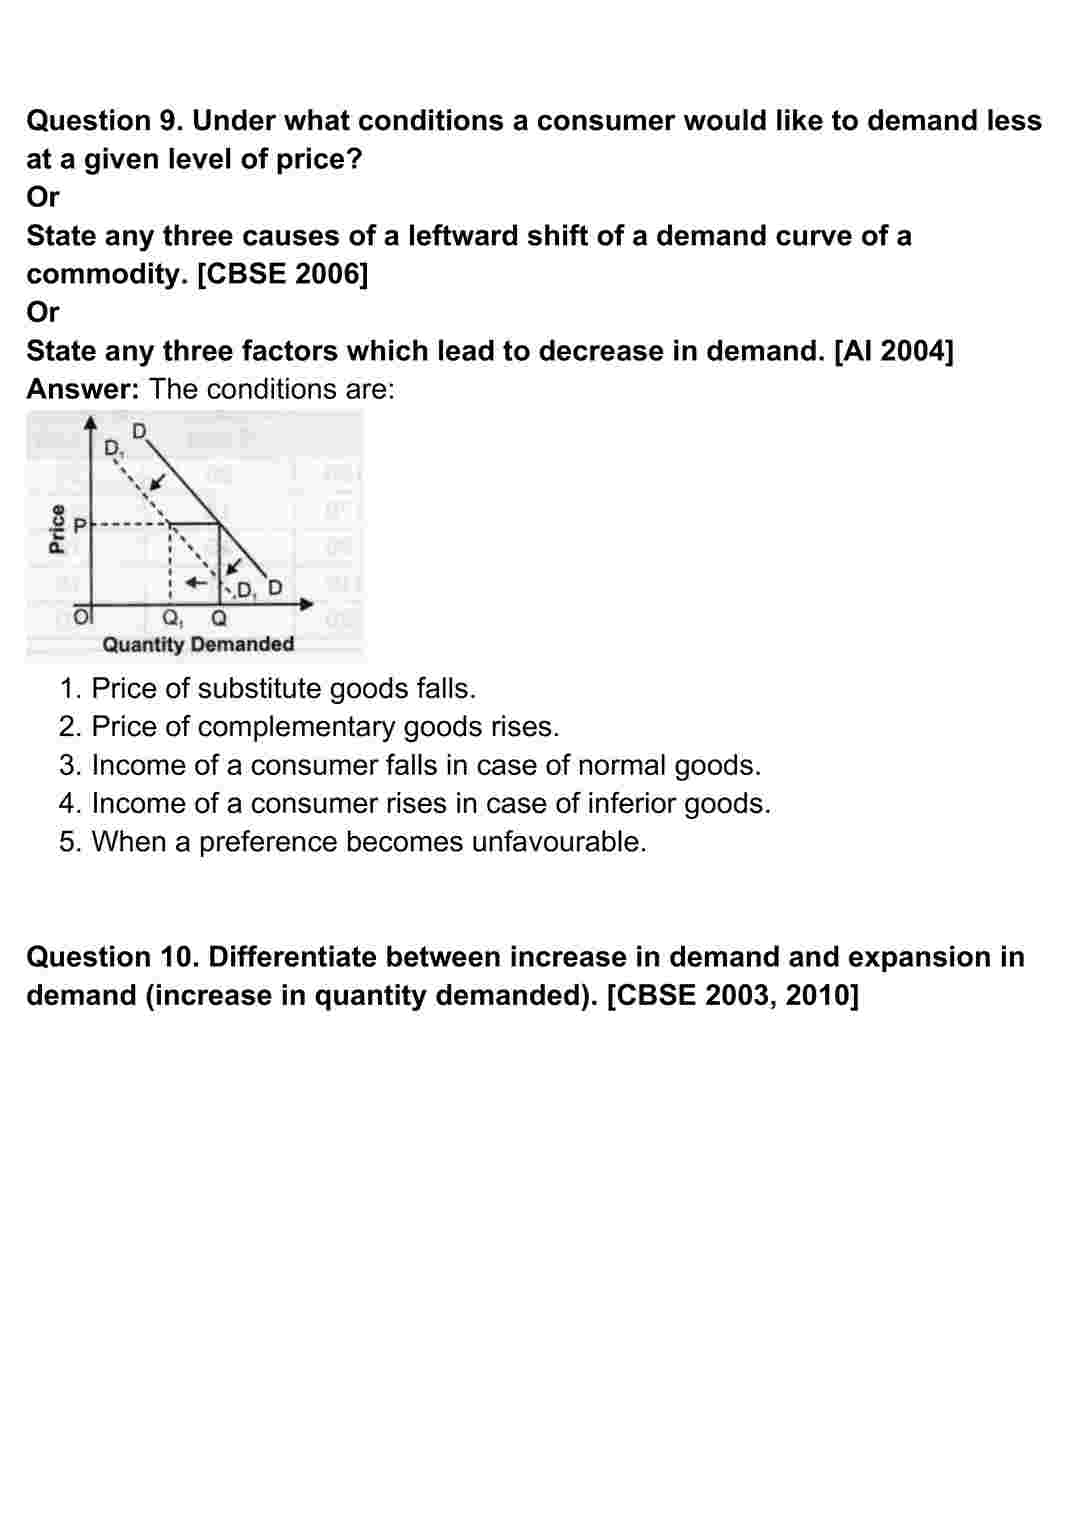 Question 9. Under what conditions a consumer would like to demand less
at a given level of price?
Or
State any three causes of a leftward shift of a demand curve of a
commodity. [CBSE 2006]
Or
State any three factors which lead to decrease in demand. [AI 2004]
Answer: The conditions are:
D
D₁
Price
P
D₁ D
O
Q₁ Q
Quantity Demanded
1. Price of substitute goods falls.
2. Price of complementary goods rises.
3. Income of a consumer falls in case of normal goods.
4. Income of a consumer rises in case of inferior goods.
5. When a preference becomes unfavourable.
Question 10. Differentiate between increase in demand and expansion in
demand (increase in quantity demanded). [CBSE 2003, 2010]